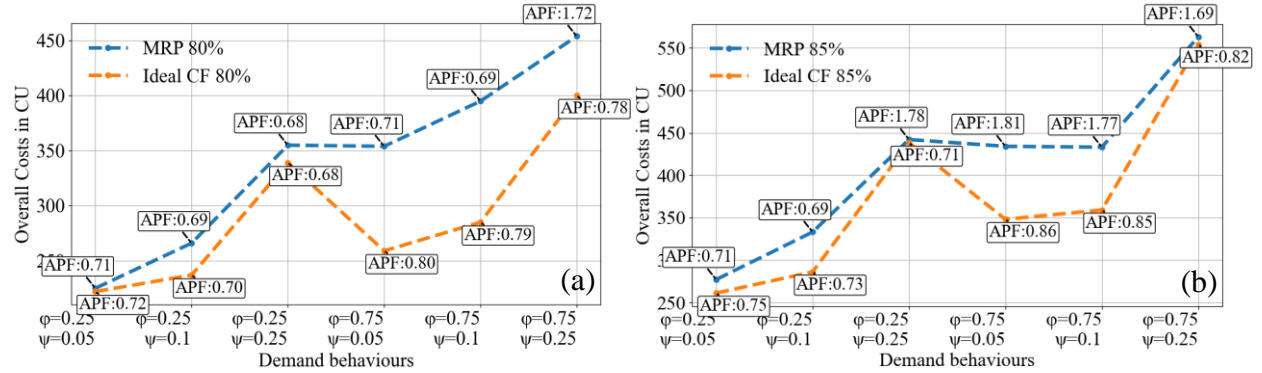 Overall Costs in CU
450
400
350
300
MRP 80%
Ideal CF 80%
APF:0.71
APF:0.69
APF:0.68
APF:0.71
APF:0.69
APF:1.72
APF:0.72
APF:0.70
APF:0.68
APF:0.80
APF:0.79
APF:0.78
(a)
φ=0.25 φ=0.25 φ=0.25 φ=0.75 φ=0.75 φ=0.75
ψ=0.05 ψ=0.1 ψ=0.25 ψ=0.05 ψ=0.1 ψ=0.25
Demand behaviours
Overall Costs in CU
550
500
450
400
350
300
250
MRP 85%
Ideal CF 85%
APF:0.71
APF:0.69
APF:1.78
APF:1.81
APF:1.77
APF:1.69
APF:0.75
APF:0.73
APF:0.71
APF:0.86
APF:0.85
APF:0.82
(b)
φ=0.25 φ=0.25 φ=0.25 φ=0.75 φ=0.75 φ=0.75
ψ=0.05 ψ=0.1 ψ=0.25 ψ=0.05 ψ=0.1 ψ=0.25
Demand behaviours